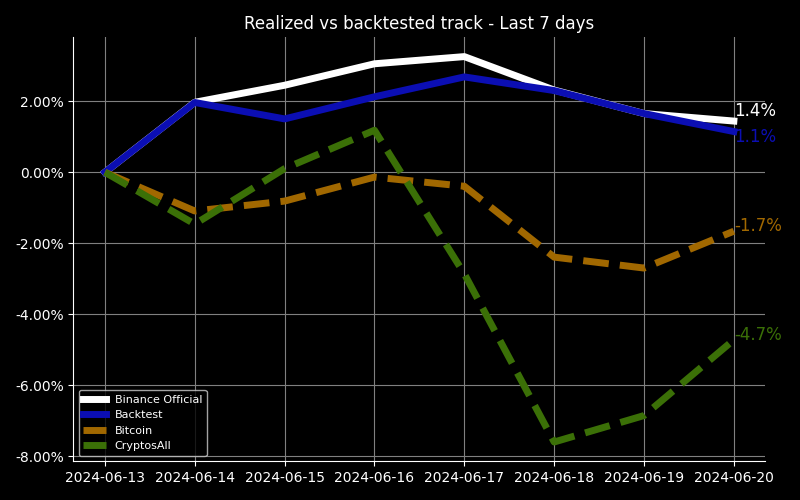 Realized vs backtested track - Last 7 days
2.00%
0.00%
-2.00%
-4.00%
-6.00%
-8.00%
1.4%
1.1%
-1.7%
-4.7%
Binance Official
Backtest
Bitcoin
CryptosAll
2024-06-13 2024-06-14 2024-06-15 2024-06-16 2024-06-17 2024-06-18 2024-06-19 2024-06-20